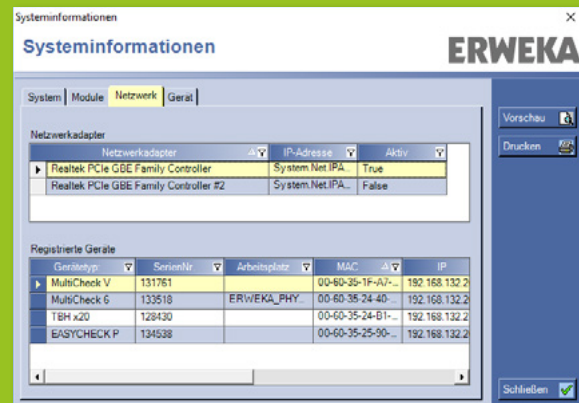 Systeminformationen
Systeminformationen
ERWEKA
System Module Netzwerk Gerät
Vorschau
Drucken
Netzwerkadapter
Netzwerkadapter IP-Adresse Aktiv
Realtek PCIe GBE Family Controller System.Net.IPA... True
Realtek PCIe GBE Family Controller #2 System.Net.IPA... False
Registrierte Geräte
Gerätetyp SerienNr Arbeitsplatz MAC IP
MultiCheck V 131761 00-60-35-1F-A7-... 192.168.132.2
MultiCheck 6 133518 ERWEKA_PHY... 00-60-35-24-40-... 192.168.132.2
TBH x20 128430 00-60-35-24-B1-... 192.168.132.2
EASYCHECK P 134538 00-60-35-25-90-... 192.168.132.2
Schließen